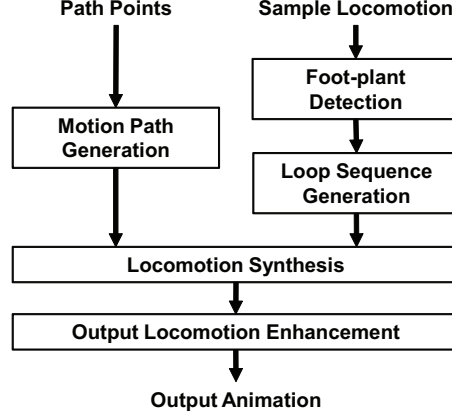 Path Points
Sample Locomotion
Foot-plant
Detection
Motion Path
Generation
Loop Sequence
Generation
Locomotion Synthesis
Output Locomotion Enhancement
Output Animation